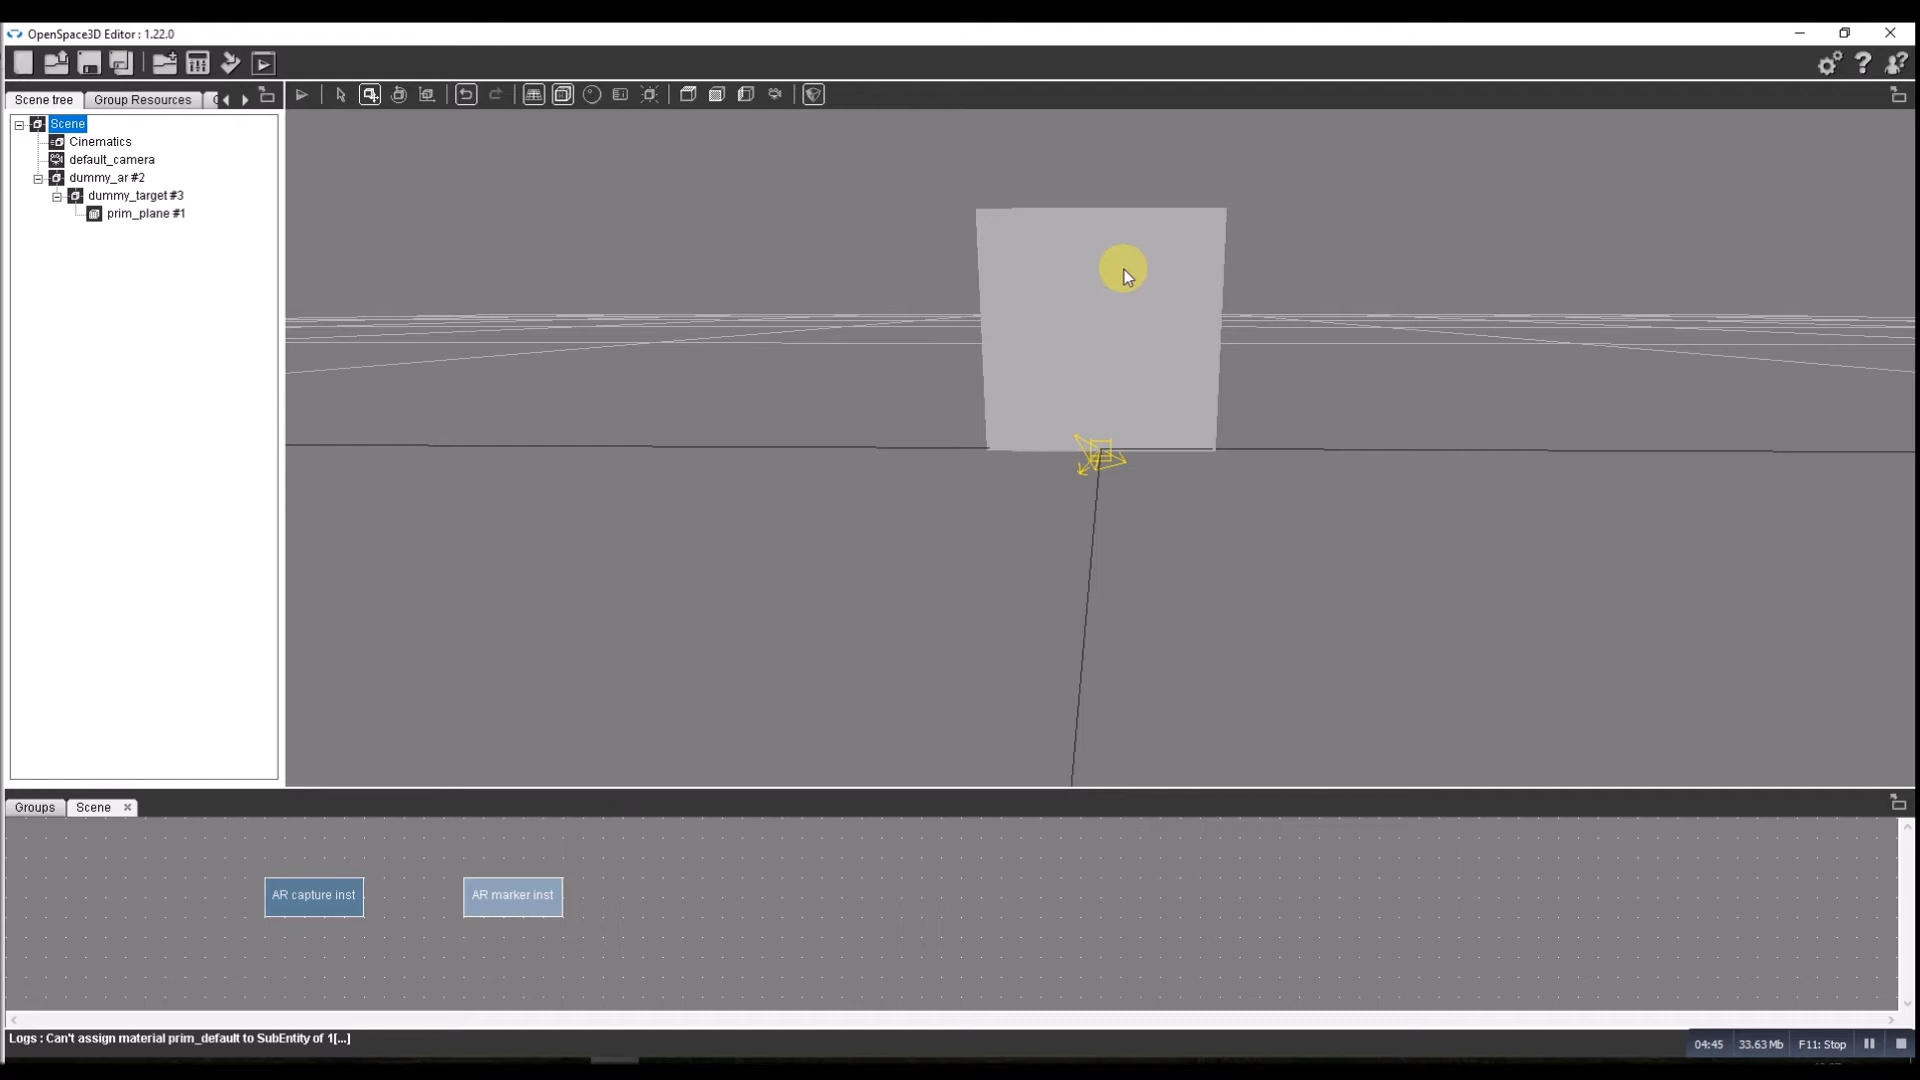 OpenSpace3D Editor : 1.22.0
Scene tree
Group Resources
Scene
Cinematics
default_camera
dummy_ar #2
dummy_target #3
prim_plane #1
Groups
Scene
AR capture inst
AR marker inst
Logs : Can't assign material prim_default to SubEntity of 1[...]
04:45 33.63 Mb F11: Stop